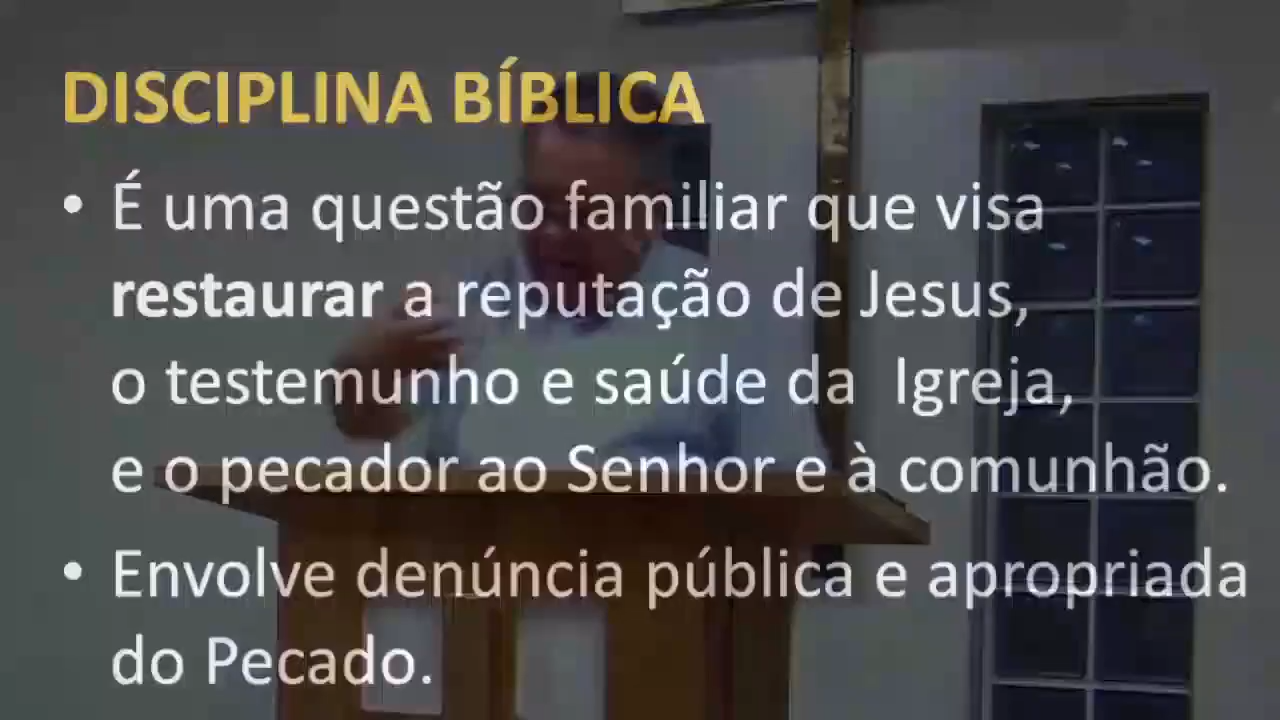 DISCIPLINA BÍBLICA
• É uma questão familiar que visa
restaurar a reputação de Jesus,
o testemunho e saúde da Igreja,
e o pecador ao Senhor e à comunhão.
• Envolve denúncia pública e apropriada
do Pecado.